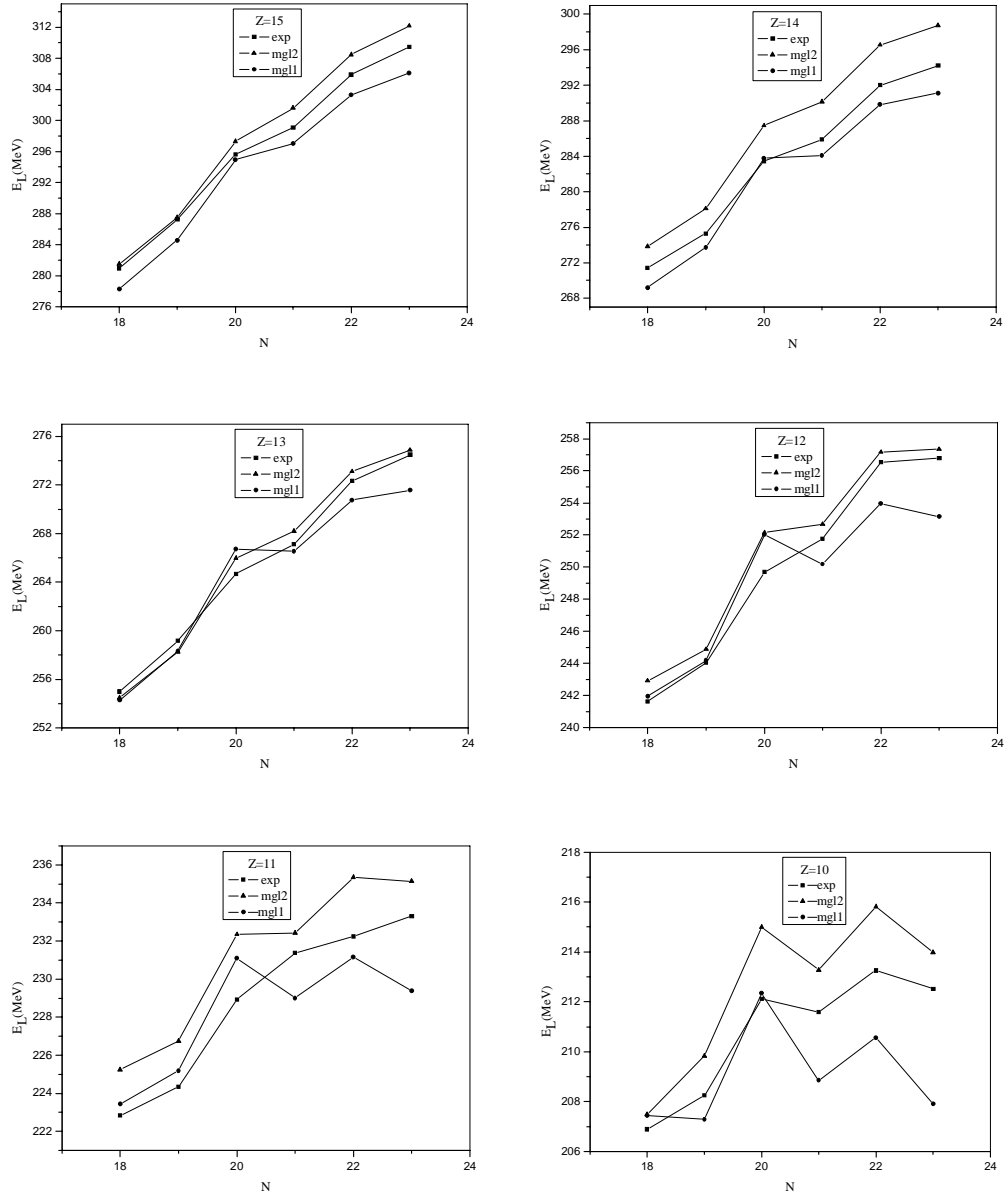 Z=15
exp
mgl2
mgl1
312
308
304
300
296
292
288
284
280
276
E_L(MeV)
18 20 22 24
N
Z=14
exp
mgl2
mgl1
300
296
292
288
284
280
276
272
268
E_L(MeV)
18 20 22 24
N
Z=13
exp
mgl2
mgl1
276
272
268
264
260
256
252
E_L(MeV)
18 20 22 24
N
Z=12
exp
mgl2
mgl1
258
256
254
252
250
248
246
244
242
240
E_L(MeV)
18 20 22 24
N
Z=11
exp
mgl2
mgl1
236
234
232
230
228
226
224
222
E_L(MeV)
18 20 22 24
N
Z=10
exp
mgl2
mgl1
218
216
214
212
210
208
206
E_L(MeV)
18 20 22 24
N